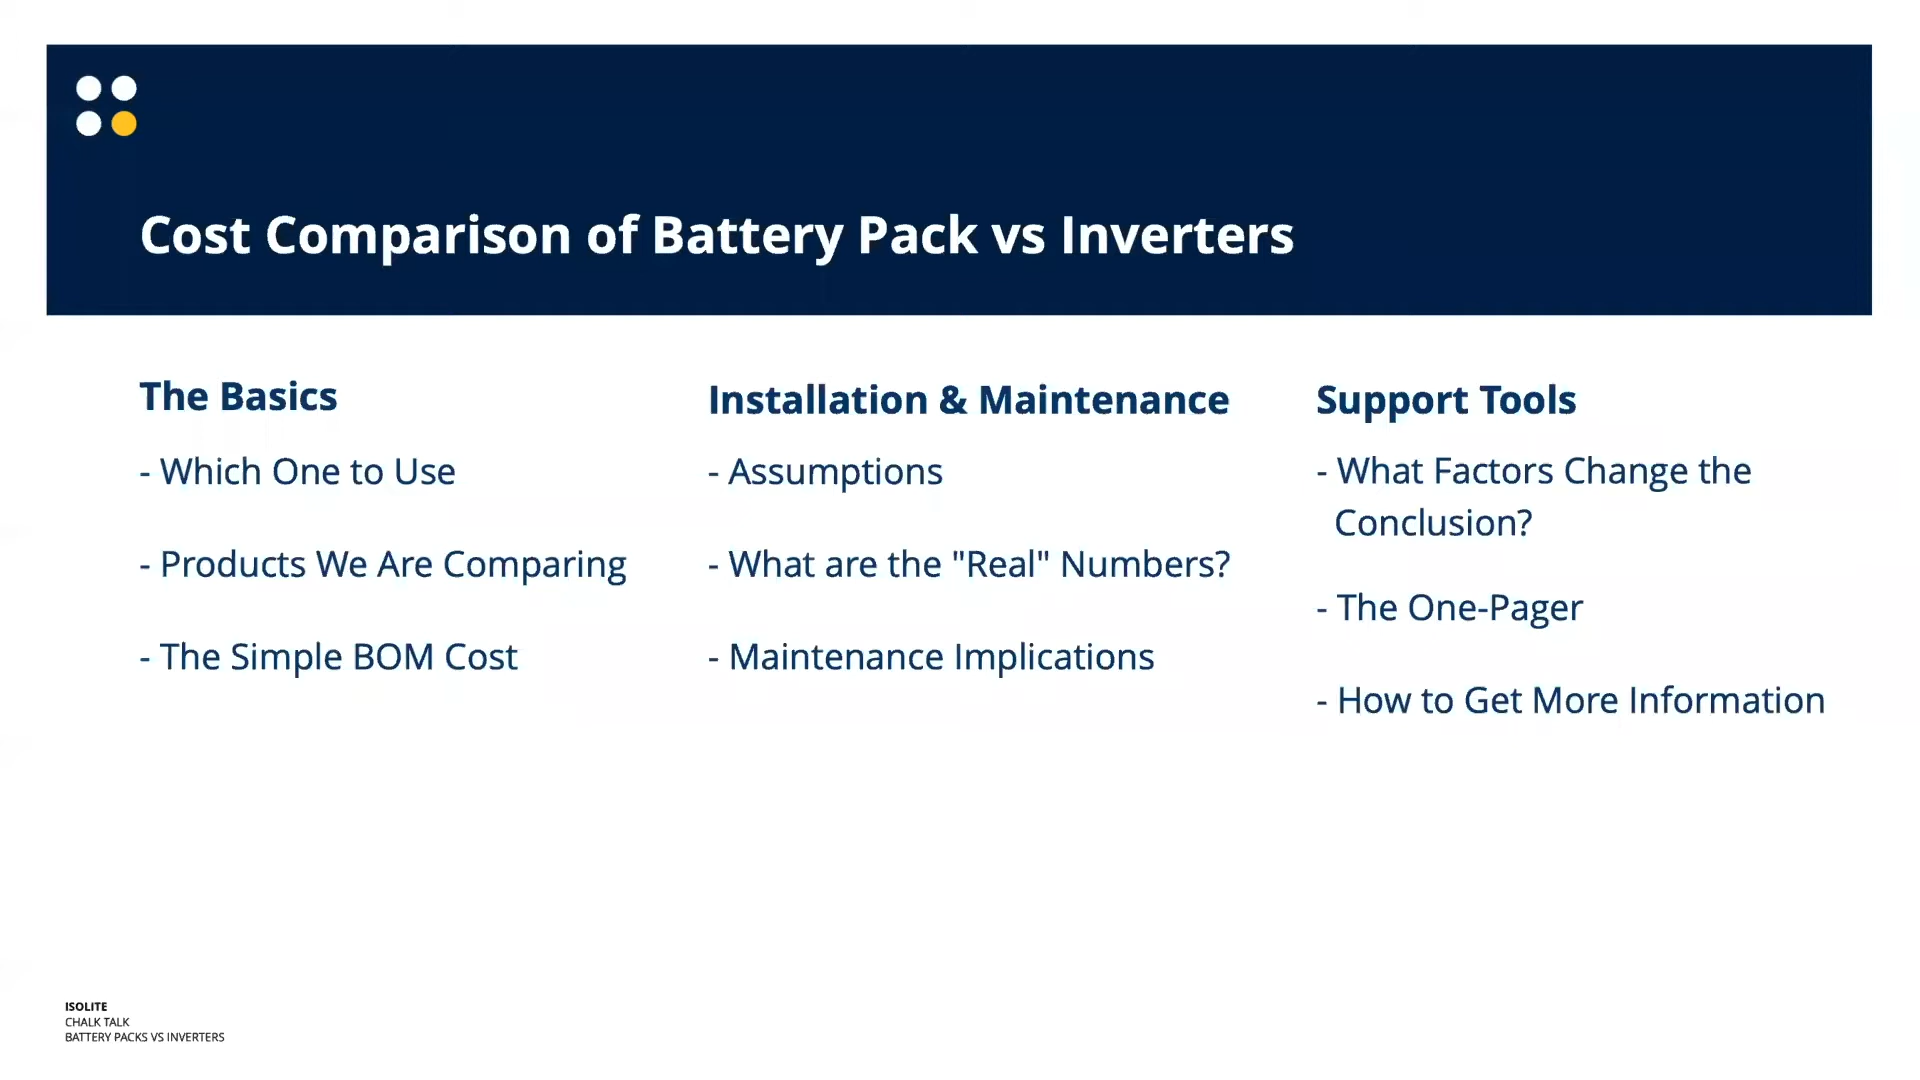 Cost Comparison of Battery Pack vs Inverters
The Basics
- Which One to Use
- Products We Are Comparing
- The Simple BOM Cost
Installation & Maintenance
- Assumptions
- What are the "Real" Numbers?
- Maintenance Implications
Support Tools
- What Factors Change the
Conclusion?
- The One-Pager
- How to Get More Information
ISOLITE
CHALK TALK
BATTERY PACKS VS INVERTERS